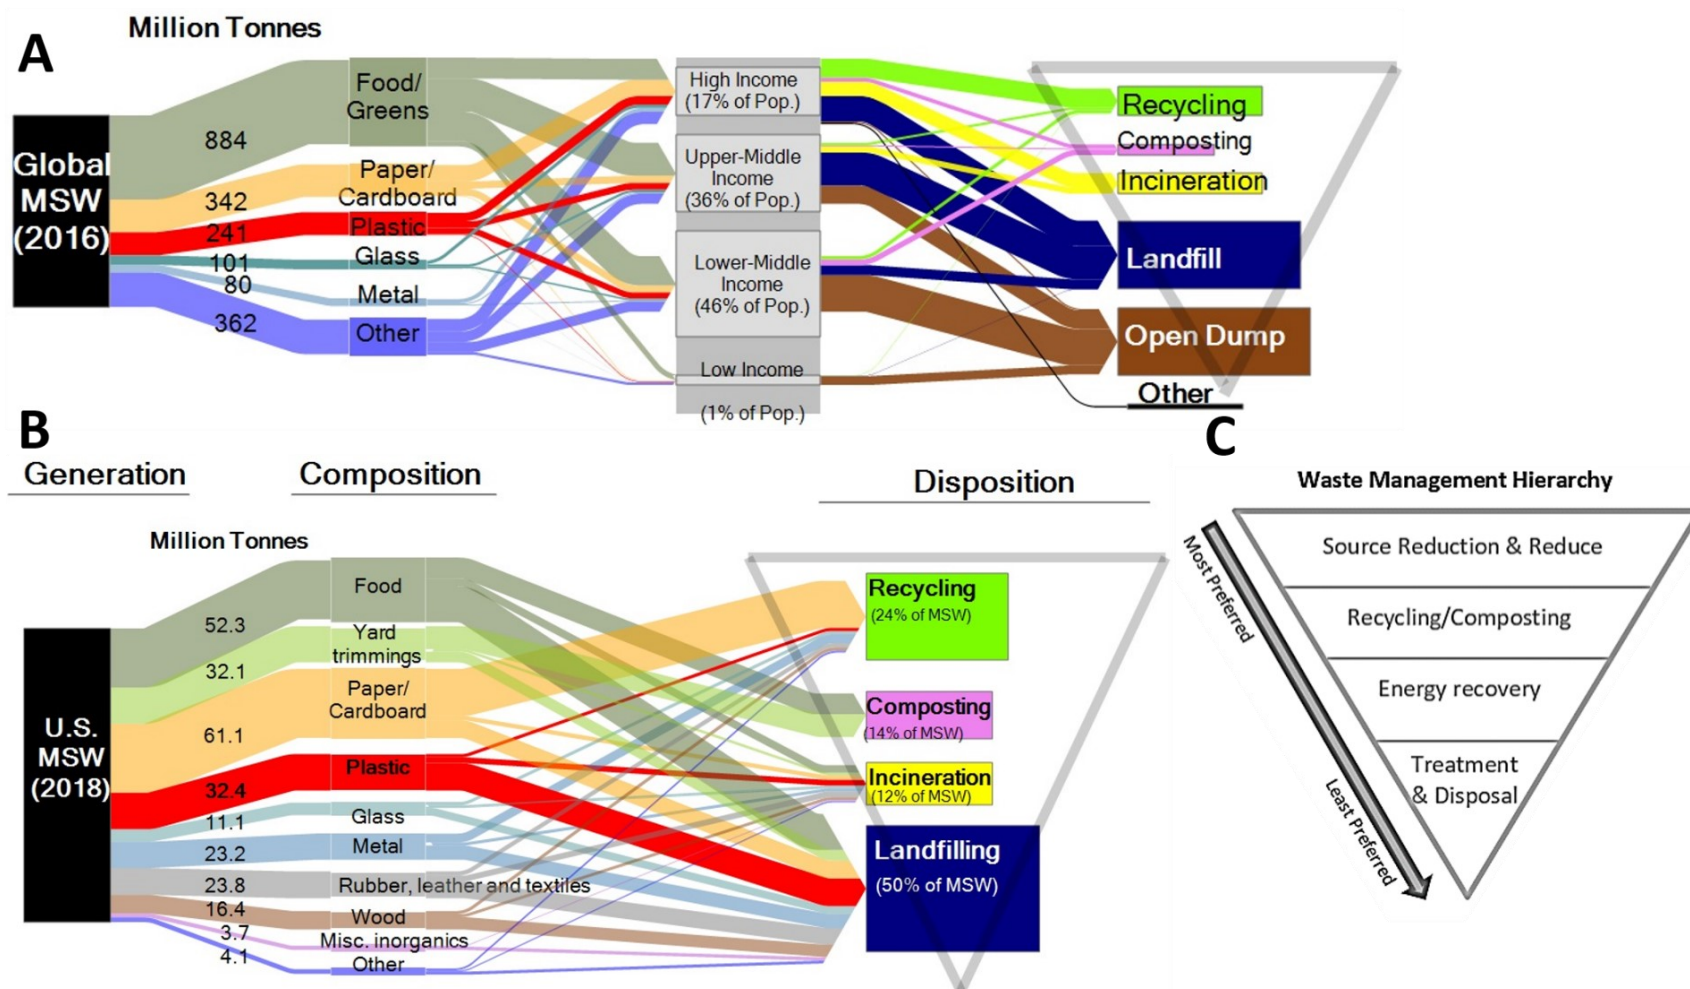 A
Million Tonnes
Global
MSW
(2016)
884
342
241
101
80
362
Food/
Greens
Paper/
Cardboard
Plastic
Glass
Metal
Other
High Income
(17% of Pop.)
Upper-Middle
Income
(36% of Pop.)
Lower-Middle
Income
(46% of Pop.)
Low Income
(1% of Pop.)
Recycling
Composting
Incineration
Landfill
Open Dump
Other
B
Generation
Composition
Disposition
Million Tonnes
U.S.
MSW
(2018)
52.3
32.1
61.1
32.4
11.1
23.2
23.8
16.4
3.7
4.1
Food
Yard
trimmings
Paper/
Cardboard
Plastic
Glass
Metal
Rubber, leather and textiles
Wood
Misc. inorganics
Other
Recycling
(24% of MSW)
Composting
(14% of MSW)
Incineration
(12% of MSW)
Landfilling
(50% of MSW)
C
Waste Management Hierarchy
Most Preferred
Least Preferred
Source Reduction & Reduce
Recycling/Composting
Energy recovery
Treatment
& Disposal